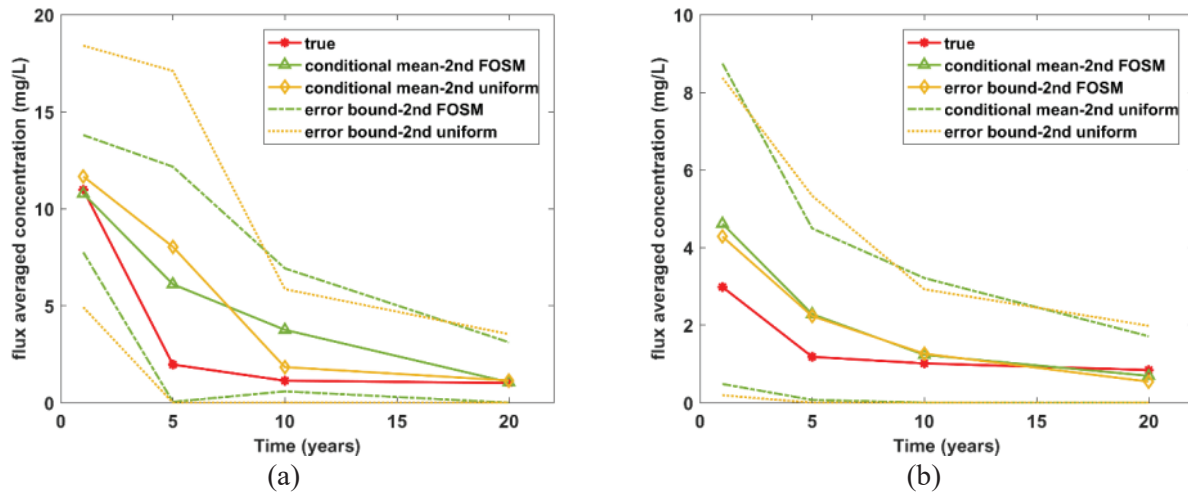 20
15
10
5
0
flux averaged concentration (mg/L)
true
conditional mean-2nd FOSM
conditional mean-2nd uniform
error bound-2nd FOSM
error bound-2nd uniform
0 5 10 15 20
Time (years)
(a)
10
8
6
4
2
0
flux averaged concentration (mg/L)
true
conditional mean-2nd FOSM
error bound-2nd FOSM
conditional mean-2nd uniform
error bound-2nd uniform
0 5 10 15 20
Time (years)
(b)